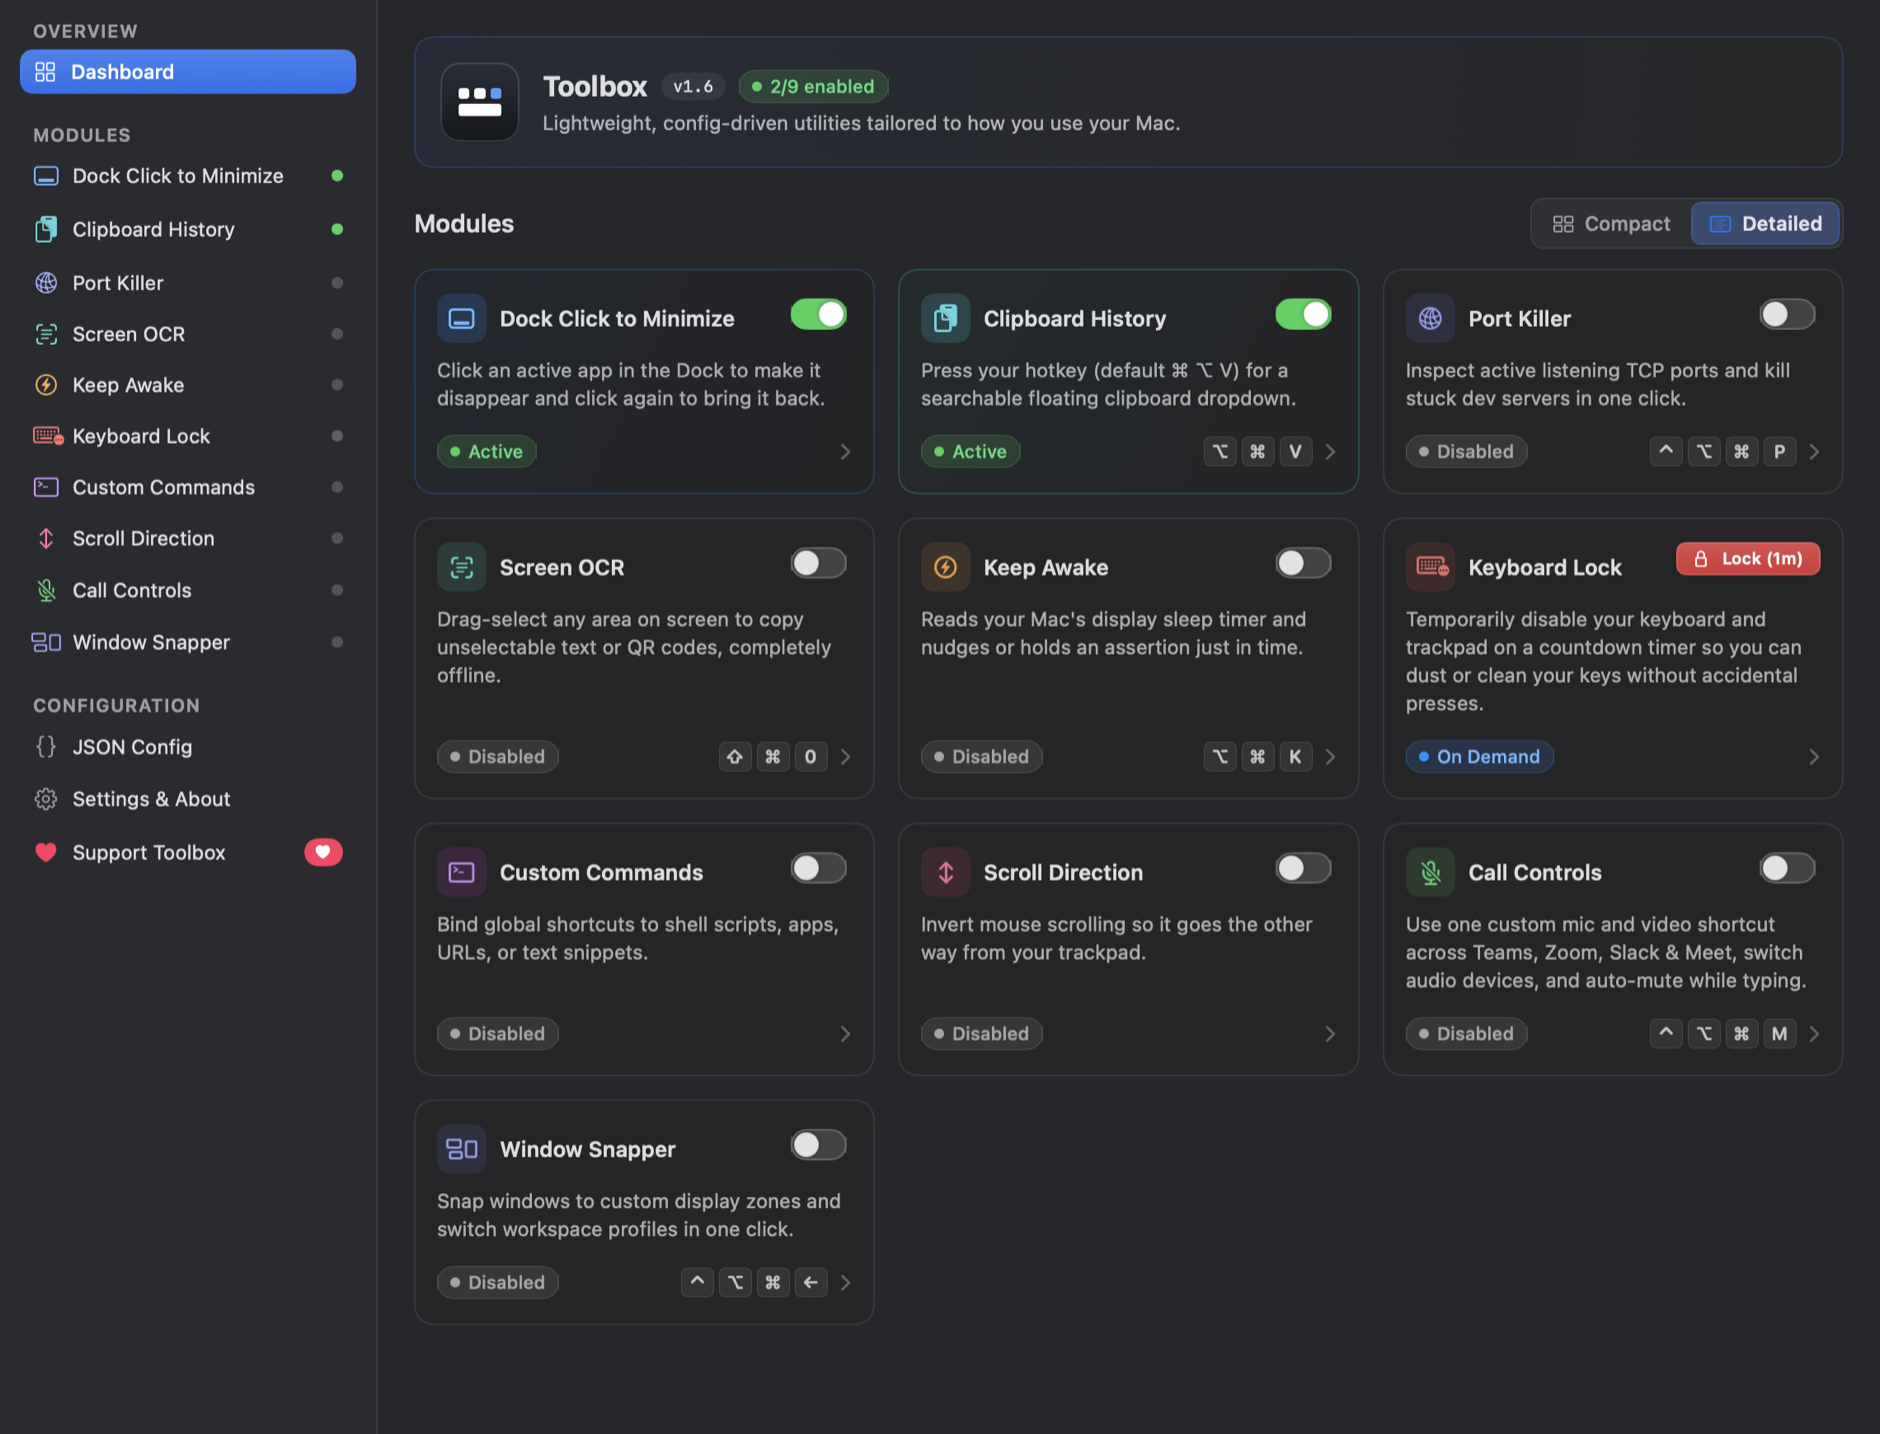 OVERVIEW
Dashboard
MODULES
Dock Click to Minimize
Clipboard History
Port Killer
Screen OCR
Keep Awake
Keyboard Lock
Custom Commands
Scroll Direction
Call Controls
Window Snapper
CONFIGURATION
{} JSON Config
Settings & About
Support Toolbox
Toolbox v1.6 2/9 enabled
Lightweight, config-driven utilities tailored to how you use your Mac.
Modules
Compact Detailed
Dock Click to Minimize
Click an active app in the Dock to make it
disappear and click again to bring it back.
Active
Clipboard History
Press your hotkey (default ⌘ ⌥ V) for a
searchable floating clipboard dropdown.
Active ⌥ ⌘ V
Port Killer
Inspect active listening TCP ports and kill
stuck dev servers in one click.
Disabled ^ ⌥ ⌘ P
Screen OCR
Drag-select any area on screen to copy
unselectable text or QR codes, completely
offline.
Disabled ⇧ ⌘ O
Keep Awake
Reads your Mac's display sleep timer and
nudges or holds an assertion just in time.
Disabled ⌥ ⌘ K
Keyboard Lock Lock (1m)
Temporarily disable your keyboard and
trackpad on a countdown timer so you can
dust or clean your keys without accidental
presses.
On Demand
Custom Commands
Bind global shortcuts to shell scripts, apps,
URLs, or text snippets.
Disabled
Scroll Direction
Invert mouse scrolling so it goes the other
way from your trackpad.
Disabled
Call Controls
Use one custom mic and video shortcut
across Teams, Zoom, Slack & Meet, switch
audio devices, and auto-mute while typing.
Disabled ^ ⌥ ⌘ M
Window Snapper
Snap windows to custom display zones and
switch workspace profiles in one click.
Disabled ^ ⌥ ⌘ ←